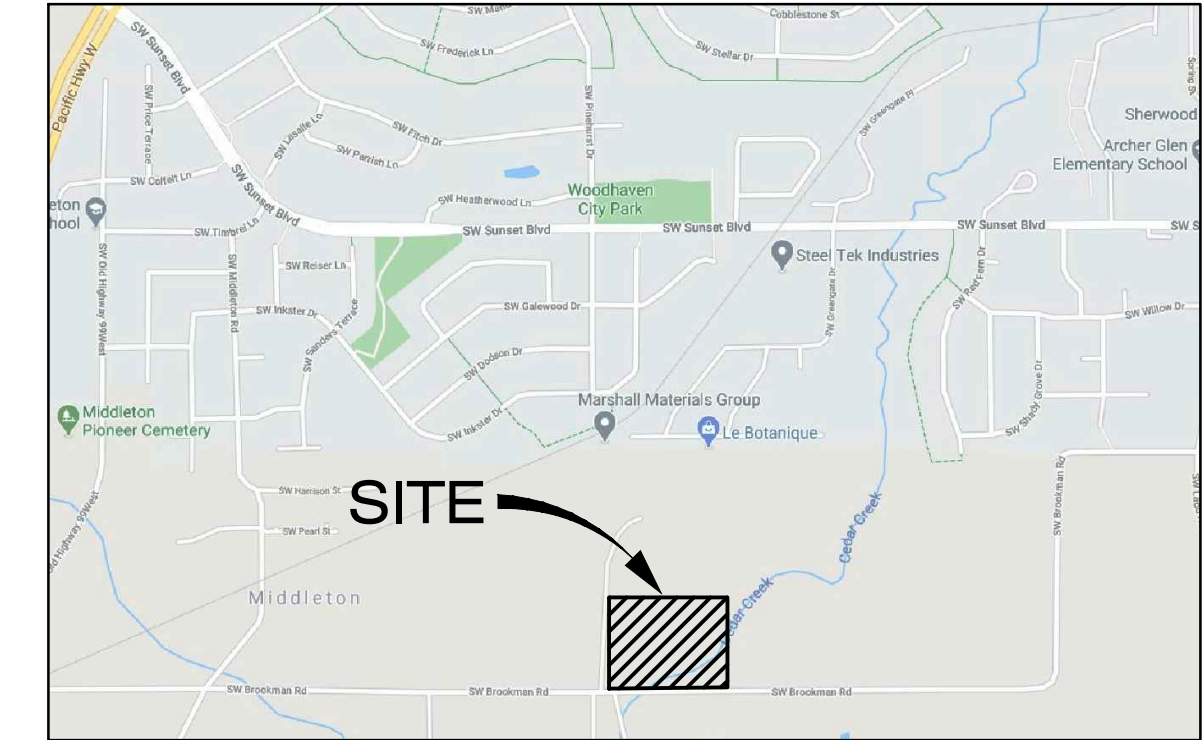 SW Sunset Blvd
Pacific Hwy W
SW Frederick Ln
Cobblestone St
SW Stellar Dr
SW Price Terrace
SW Lasalle Ln
SW Fitch Dr
SW Parrish Ln
SW Pinehurst Dr
Sherwood
Archer Glen
Elementary School
SW Sunset Blvd
SW Heatherwood Ln
Woodhaven
City Park
eton
hool
SW Timbrel Ln
SW Sunset Blvd
SW Sunset Blvd
SW Sunset Blvd
SW S
SW Old Highway 99West
SW Middleton Rd
SW Reiser Ln
Steel Tek Industries
SW Red Fern Dr
SW Inkster Dr
SW Sanders Terrace
SW Galewood Dr
SW Greengate Dr
SW Willow Dr
SW Dodson Dr
SW Shady Grove Dr
Middleton
Pioneer Cemetery
Marshall Materials Group
SW Inkster Dr
Le Botanique
SW Harrison St
SITE
SW Pearl St
Cedar Creek
SW Brookman Rd
Middleton
SW Brookman Rd
SW Brookman Rd
SW Brookman Rd